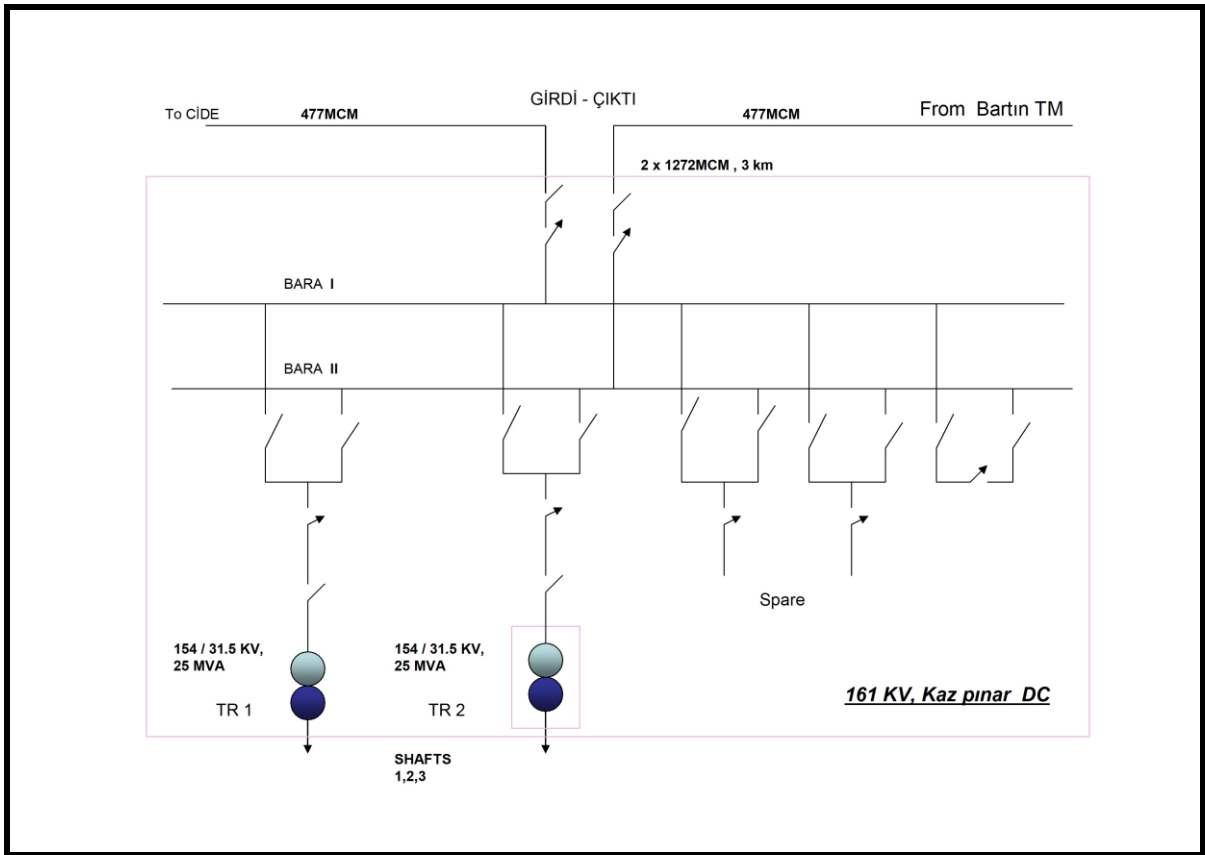 GİRDİ - ÇIKTI
To CİDE
477MCM
477MCM
From Bartın TM
2 x 1272MCM , 3 km
BARA I
BARA II
Spare
154 / 31.5 KV,
25 MVA
TR 1
154 / 31.5 KV,
25 MVA
TR 2
161 KV, Kaz pınar DC
SHAFTS
1,2,3